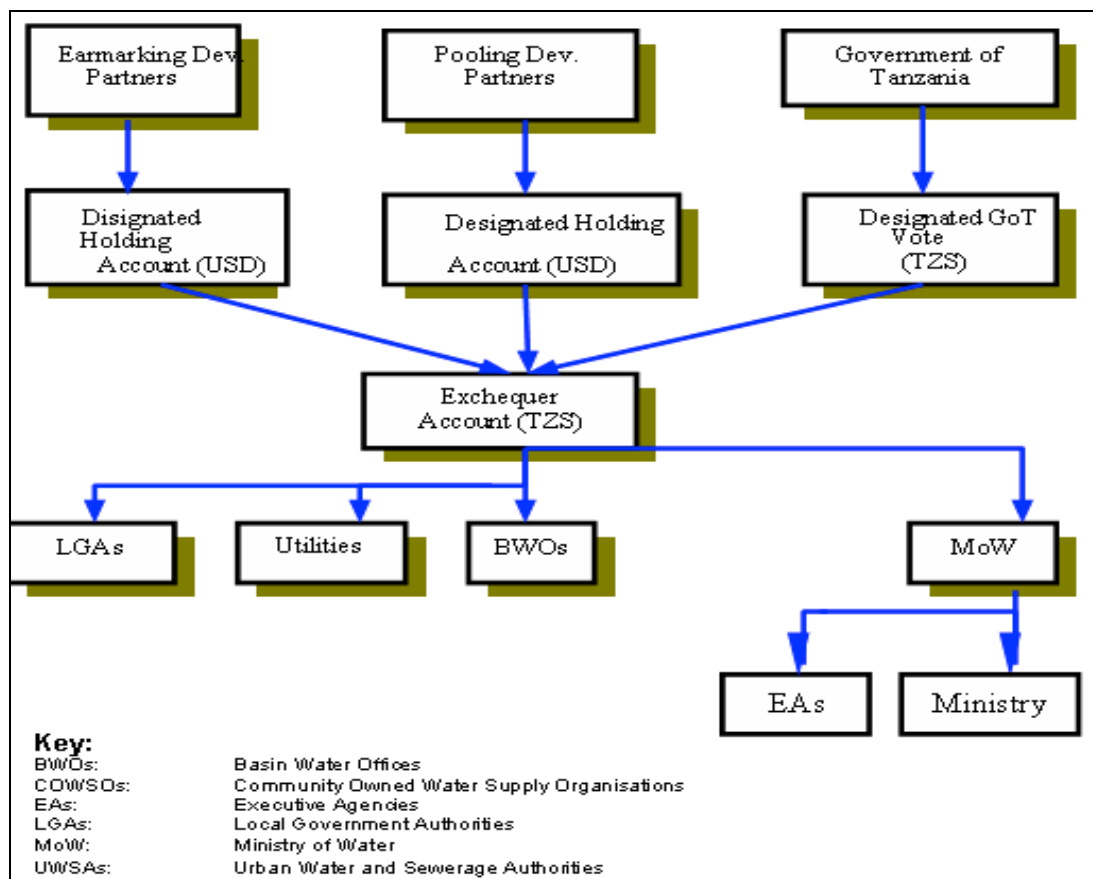 Earmarking Dev.
Partners
Pooling Dev.
Partners
Government of
Tanzania
Disignated
Holding
Account (USD)
Designated Holding
Account (USD)
Designated GoT
Vote
(TZS)
Exchequer
Account (TZS)
LGAs
Utilities
BWOs
MoW
EAs
Ministry
Key:
BWOs: Basin Water Offices
COWSOs: Community Owned Water Supply Organisations
EAs: Executive Agencies
LGAs: Local Government Authorities
MoW: Ministry of Water
UWSAs: Urban Water and Sewerage Authorities